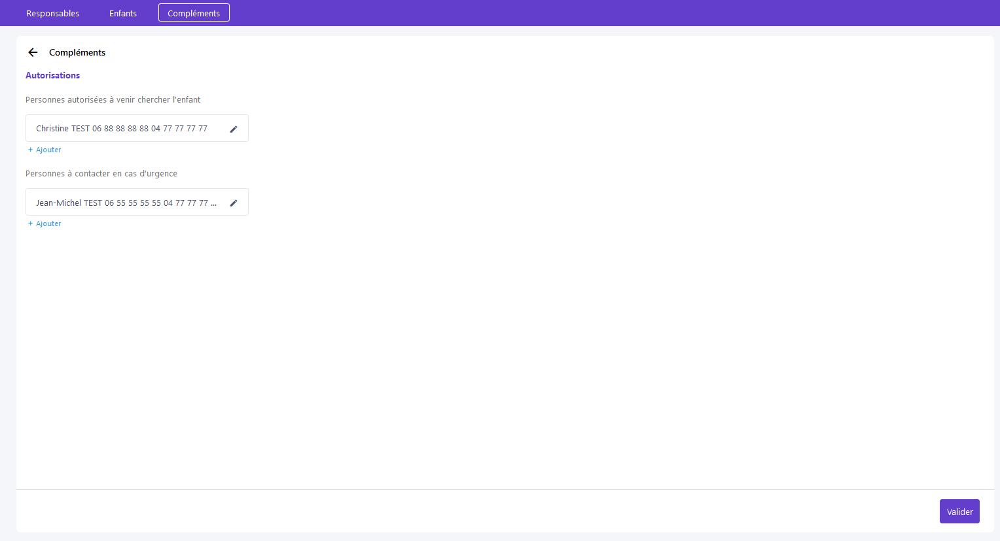 Responsables Enfants Compléments
Compléments
Autorisations
Personnes autorisées à venir chercher l'enfant
Christine TEST 06 88 88 88 88 04 77 77 77 77
+ Ajouter
Personnes à contacter en cas d'urgence
Jean-Michel TEST 06 55 55 55 55 04 77 77 77 ...
+ Ajouter
Valider